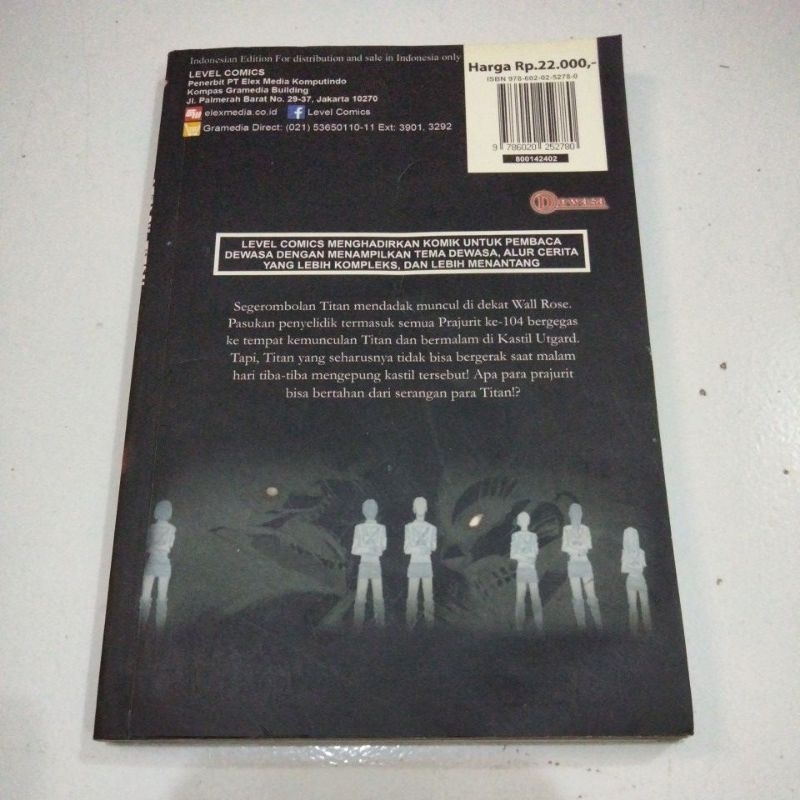 Indonesian Edition For distribution and sale in Indonesia only
LEVEL COMICS
Penerbit PT Elex Media Komputindo
Kompas Gramedia Building
Jl. Palmerah Barat No. 29-37, Jakarta 10270
elexmedia.co.id f Level Comics
Gramedia Direct: (021) 53650110-11 Ext: 3901, 3292
Harga Rp.22.000,-
ISBN 978-602-02-5278-0
9 786020 252780
800142402
DEWASA
LEVEL COMICS MENGHADIRKAN KOMIK UNTUK PEMBACA
DEWASA DENGAN MENAMPILKAN TEMA DEWASA, ALUR CERITA
YANG LEBIH KOMPLEKS, DAN LEBIH MENANTANG
Segerombolan Titan mendadak muncul di dekat Wall Rose.
Pasukan penyelidik termasuk semua Prajurit ke-104 bergegas
ke tempat kemunculan Titan dan bermalam di Kastil Utgard.
Tapi, Titan yang seharusnya tidak bisa bergerak saat malam
hari tiba-tiba mengepung kastil tersebut! Apa para prajurit
bisa bertahan dari serangan para Titan!?